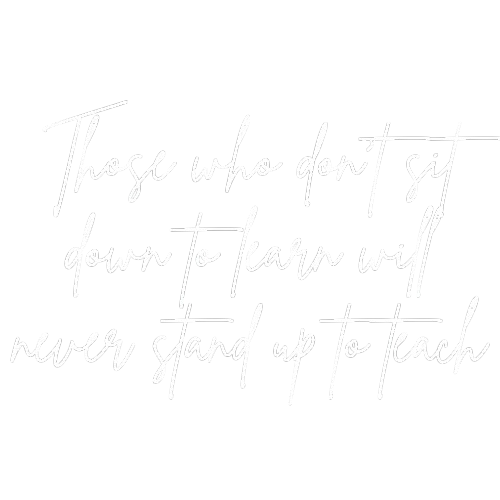 Those who don't sit
down to learn will
never stand up to teach